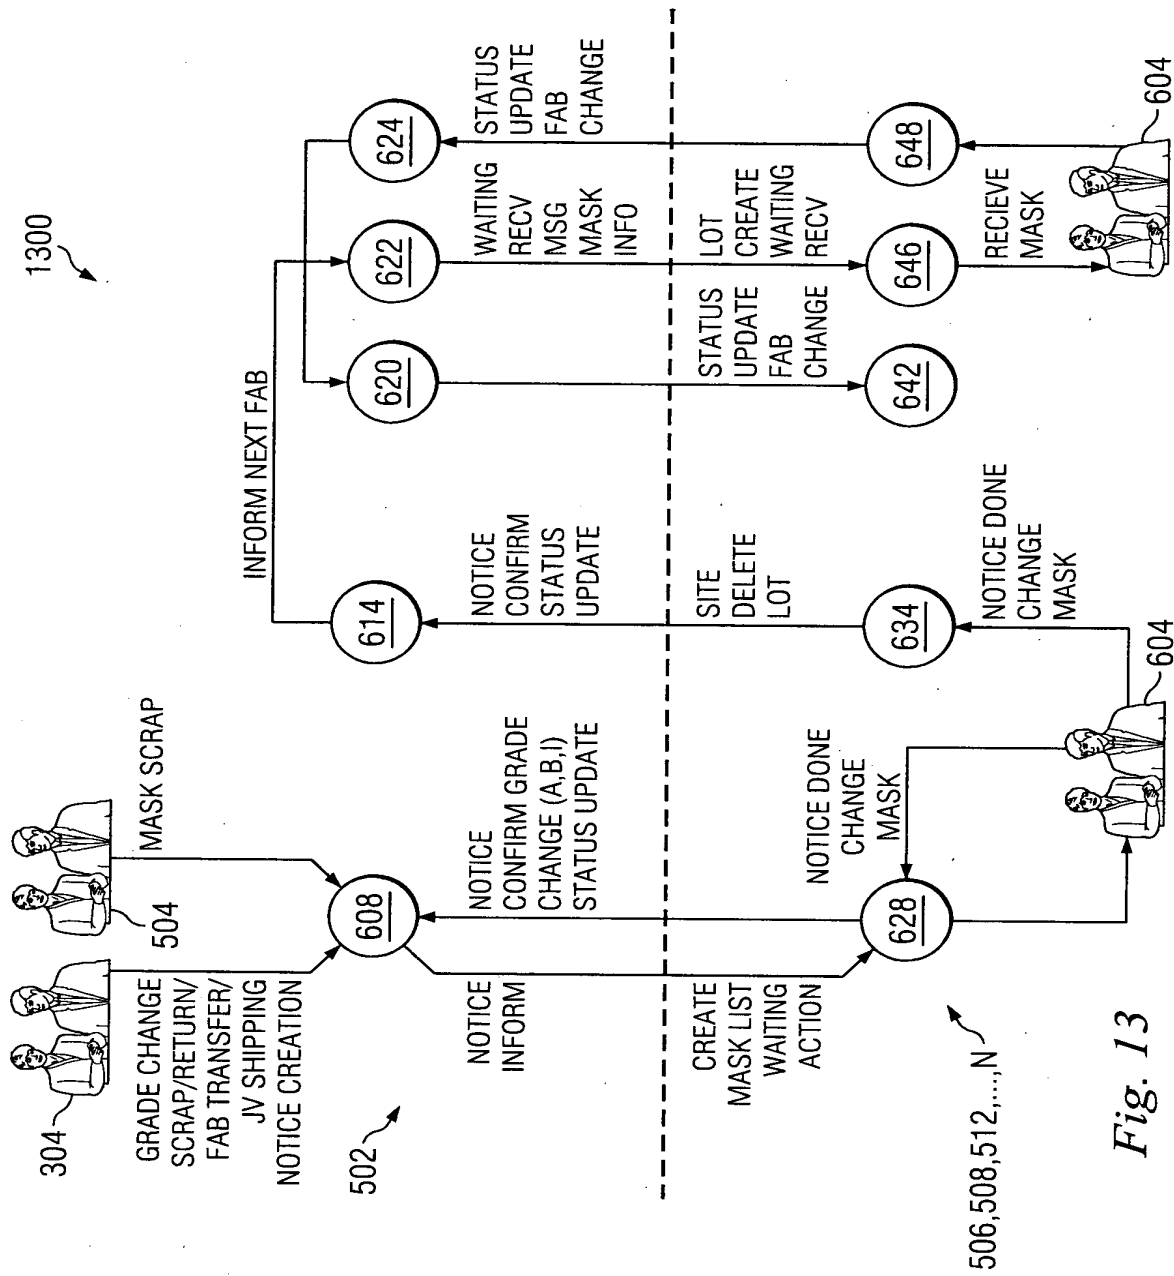 1300
304
504
GRADE CHANGE
SCRAP/RETURN/
FAB TRANSFER/
JV SHIPPING
NOTICE CREATION
MASK SCRAP
INFORM NEXT FAB
608
614
620
622
624
502
NOTICE
INFORM
NOTICE
CONFIRM GRADE
CHANGE (A,B,I)
STATUS UPDATE
NOTICE
CONFIRM
STATUS
UPDATE
WAITING
RECV
MSG
MASK
INFO
STATUS
UPDATE
FAB
CHANGE
CREATE
MASK LIST
WAITING
ACTION
SITE
DELETE
LOT
STATUS
UPDATE
FAB
CHANGE
LOT
CREATE
WAITING
RECV
628
634
642
646
648
NOTICE DONE
CHANGE
MASK
NOTICE DONE
CHANGE
MASK
RECIEVE
MASK
604
604
506,508,512,...,N
Fig. 13